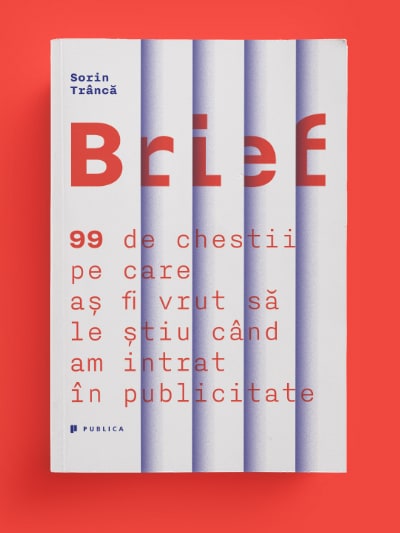 Sorin
Trâncă
Brief
99 de chestii
pe care
aș fi vrut să
le știu când
am intrat
în publicitate
PUBLICA